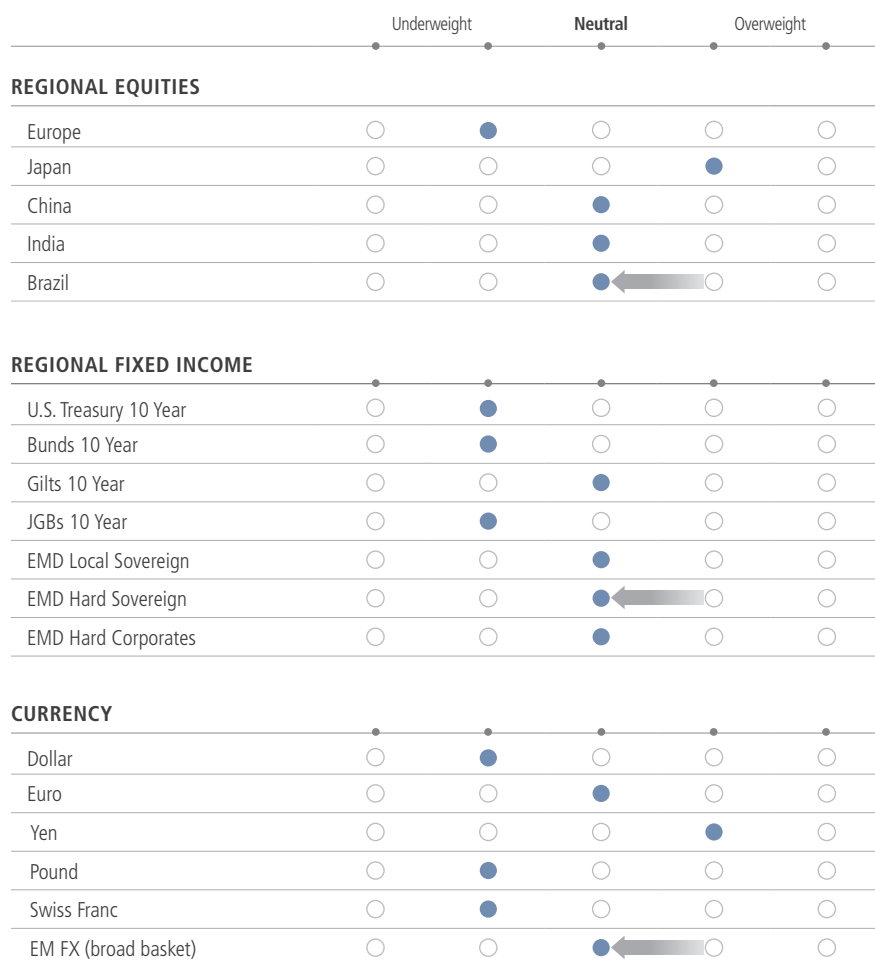 Underweight Neutral Overweight
REGIONAL EQUITIES
Europe
Japan
China
India
Brazil
REGIONAL FIXED INCOME
U.S. Treasury 10 Year
Bunds 10 Year
Gilts 10 Year
JGBs 10 Year
EMD Local Sovereign
EMD Hard Sovereign
EMD Hard Corporates
CURRENCY
Dollar
Euro
Yen
Pound
Swiss Franc
EM FX (broad basket)